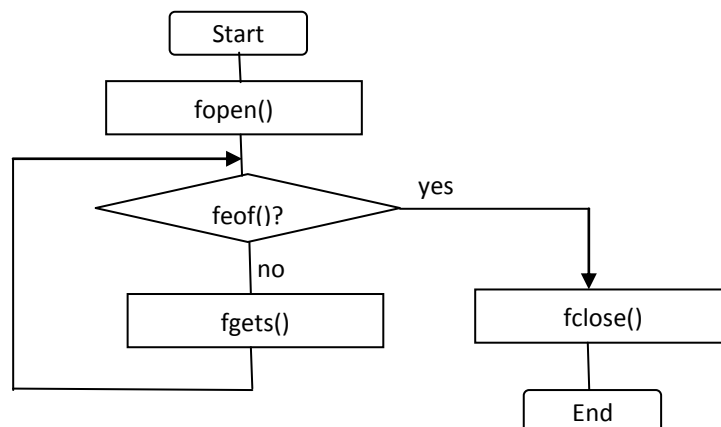 Start
fopen()
feof()?
yes
no
fgets()
fclose()
End